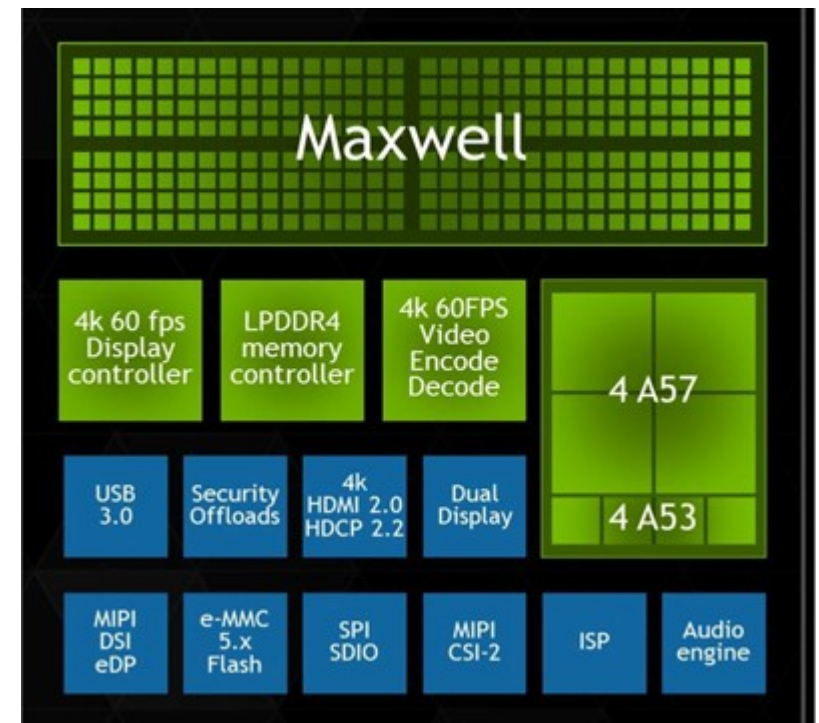 Maxwell
4k 60 fps
Display
controller
LPDDR4
memory
controller
4k 60FPS
Video
Encode
Decode
4 A57
4 A53
USB
3.0
Security
Offloads
4k
HDMI 2.0
HDCP 2.2
Dual
Display
MIPI
DSI
eDP
e-MMC
5.x
Flash
SPI
SDIO
MIPI
CSI-2
ISP
Audio
engine